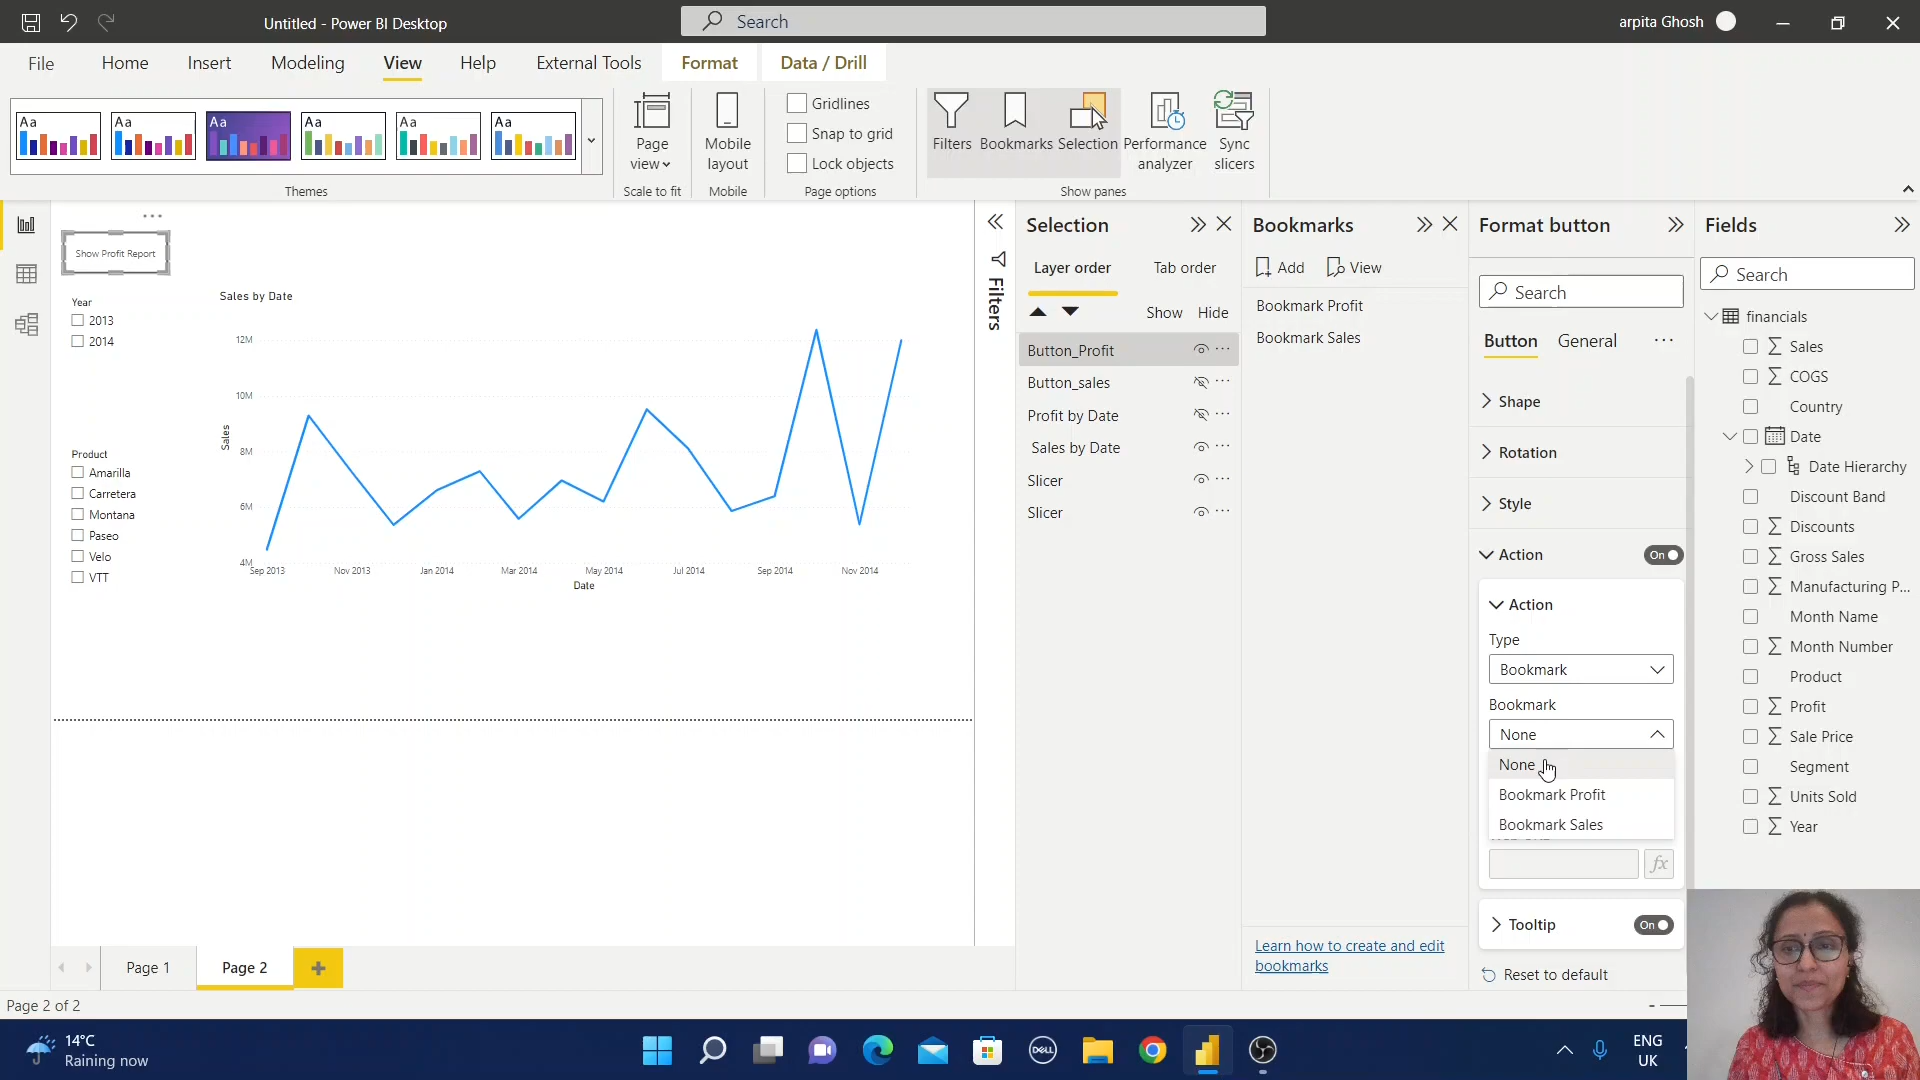 Untitled - Power BI Desktop
Search
arpita Ghosh
File
Home
Insert
Modeling
View
Help
External Tools
Format
Data / Drill
Aa
Aa
Aa
Aa
Aa
Aa
Themes
Page
view
Scale to fit
Mobile
layout
Mobile
Gridlines
Snap to grid
Lock objects
Page options
Filters
Bookmarks
Selection
Performance
analyzer
Sync
slicers
Show panes
Show Profit Report
Year
2013
2014
Product
Amarilla
Carretera
Montana
Paseo
Velo
VTT
Sales by Date
Sales
12M
10M
8M
6M
4M
Sep 2013
Nov 2013
Jan 2014
Mar 2014
May 2014
Jul 2014
Sep 2014
Nov 2014
Date
Filters
Selection
Layer order
Tab order
Show
Hide
Button_Profit
Button_sales
Profit by Date
Sales by Date
Slicer
Slicer
Bookmarks
Add
View
Bookmark Profit
Bookmark Sales
Learn how to create and edit
bookmarks
Format button
Search
Button
General
Shape
Rotation
Style
Action
On
Action
Type
Bookmark
Bookmark
None
None
Bookmark Profit
Bookmark Sales
fx
Tooltip
On
Reset to default
Fields
Search
financials
Sales
COGS
Country
Date
Date Hierarchy
Discount Band
Discounts
Gross Sales
Manufacturing P...
Month Name
Month Number
Product
Profit
Sale Price
Segment
Units Sold
Year
Page 1
Page 2
Page 2 of 2
14°C
Raining now
DELL
ENG
UK